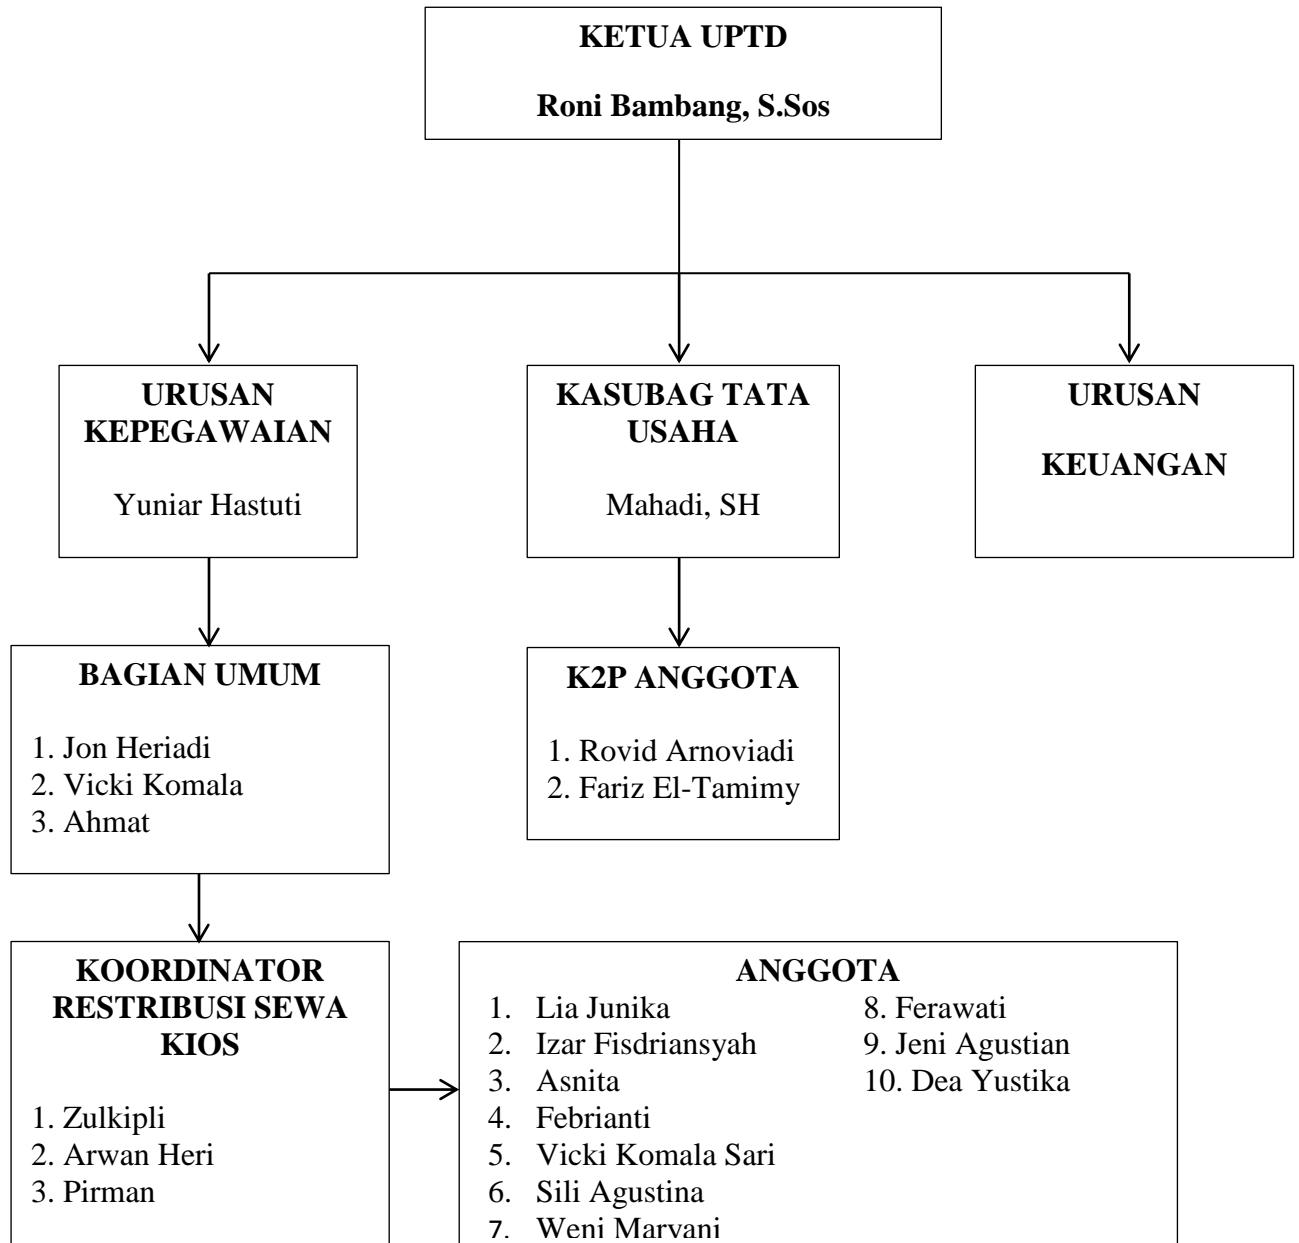 KETUA UPTD
Roni Bambang, S.Sos
URUSAN
KEPEGAWAIAN
Yuniar Hastuti
KASUBAG TATA
USAHA
Mahadi, SH
URUSAN
KEUANGAN
BAGIAN UMUM
1. Jon Heriadi
2. Vicki Komala
3. Ahmat
K2P ANGGOTA
1. Rovid Arnoviadi
2. Fariz El-Tamimy
KOORDINATOR
RESTRIBUSI SEWA
KIOS
1. Zulkipli
2. Arwan Heri
3. Pirman
ANGGOTA
1. Lia Junika
2. Izar Fisdriansyah
3. Asnita
4. Febrianti
5. Vicki Komala Sari
6. Sili Agustina
7. Weni Maryani
8. Ferawati
9. Jeni Agustian
10. Dea Yustika